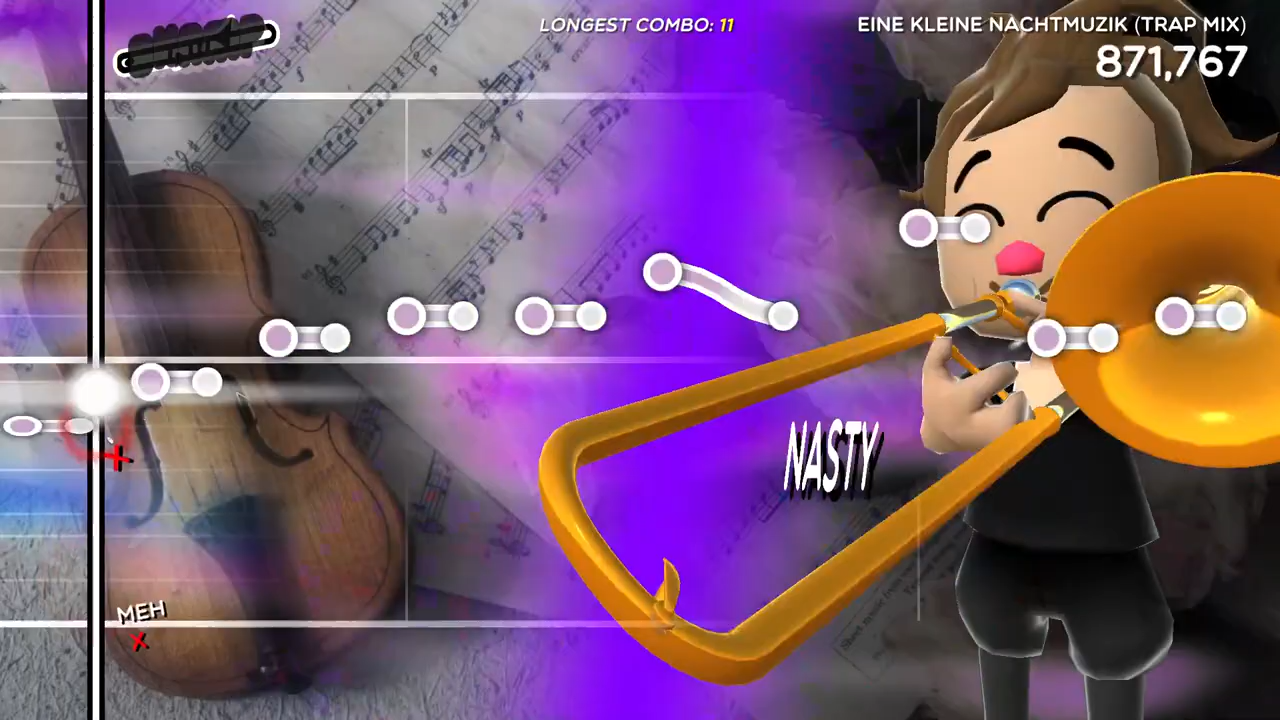 LONGEST COMBO: 11
EINE KLEINE NACHTMUZIK (TRAP MIX)
871,767
NASTY
MEH
X